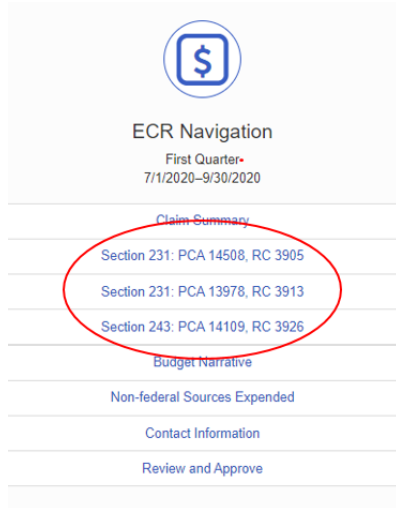 $
ECR Navigation
First Quarter-
7/1/2020–9/30/2020
Claim Summary
Section 231: PCA 14508, RC 3905
Section 231: PCA 13978, RC 3913
Section 243: PCA 14109, RC 3926
Budget Narrative
Non-federal Sources Expended
Contact Information
Review and Approve